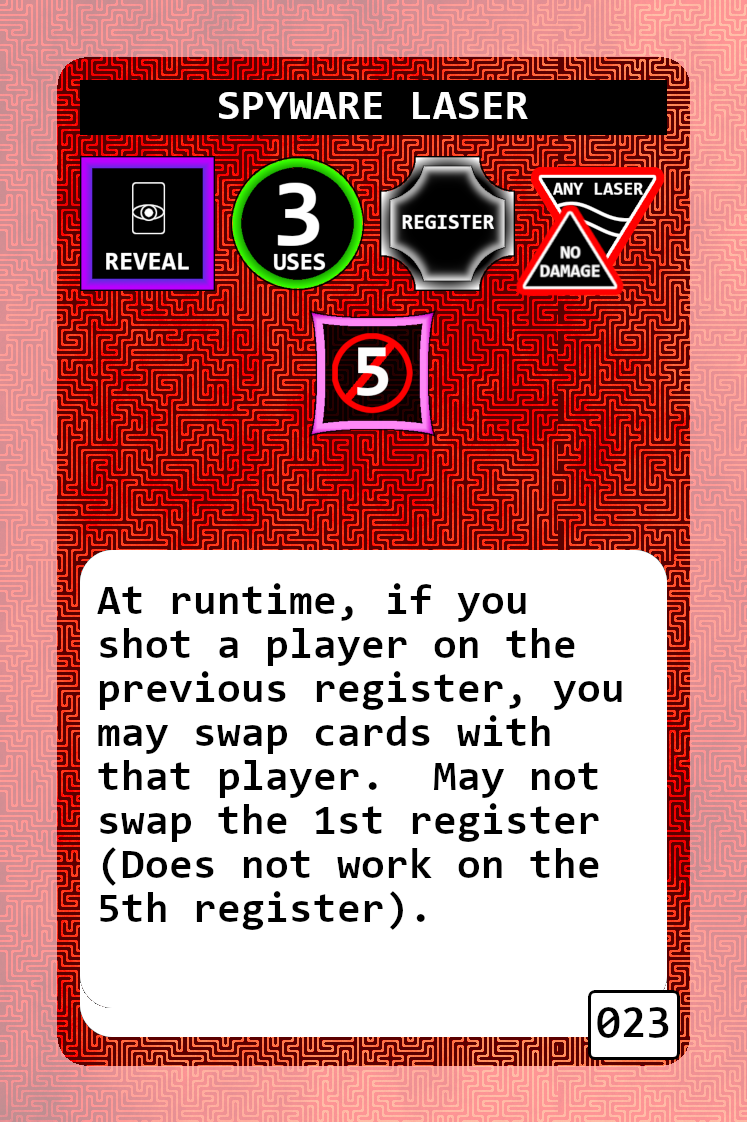 SPYWARE LASER
REVEAL
3
USES
REGISTER
ANY LASER
NO
DAMAGE
5
At runtime, if you
shot a player on the
previous register, you
may swap cards with
that player.  May not
swap the 1st register
(Does not work on the
5th register).
023